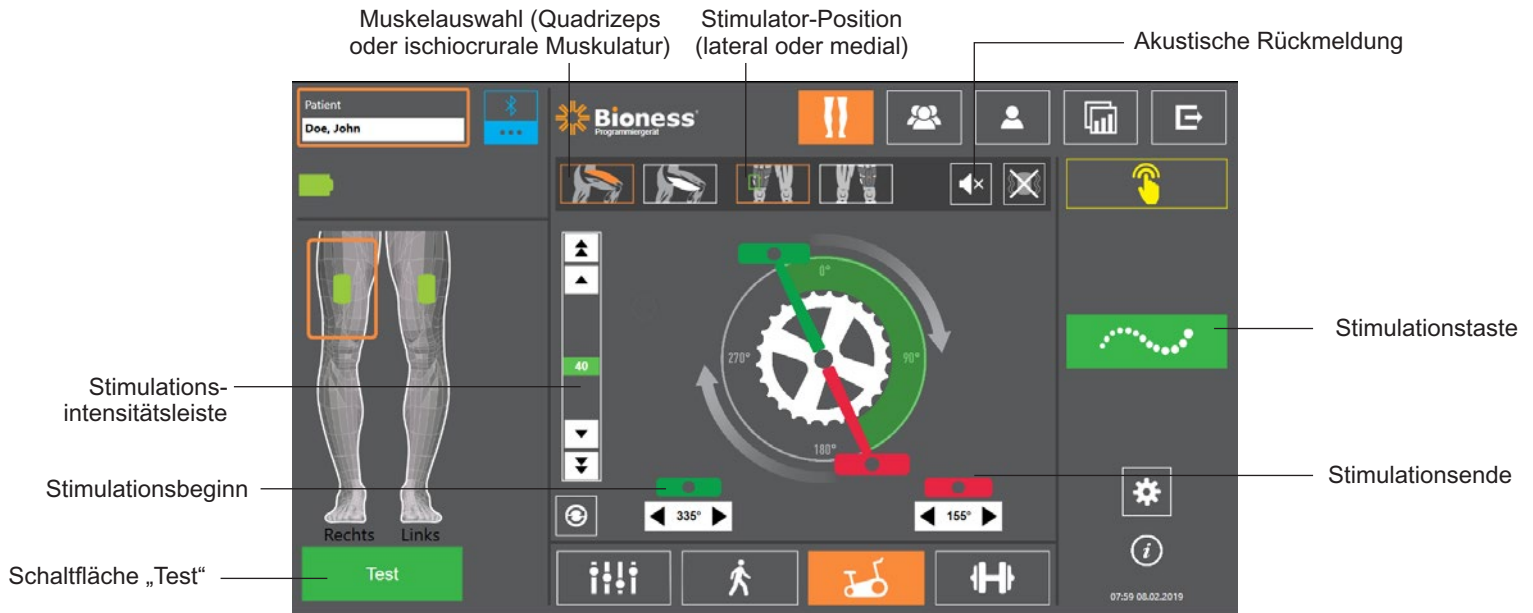 Muskelauswahl (Quadrizeps
oder ischiocrurale Muskulatur)
Stimulator-Position
(lateral oder medial)
Akustische Rückmeldung
Patient
Doe, John
Bioness
Programmiergerät
0°
90°
180°
270°
40
Stimulations-
intensitätsleiste
Stimulationstaste
Stimulationsbeginn
Stimulationsende
335°
155°
Rechts Links
Schaltfläche „Test“
Test
07:59 08.02.2019